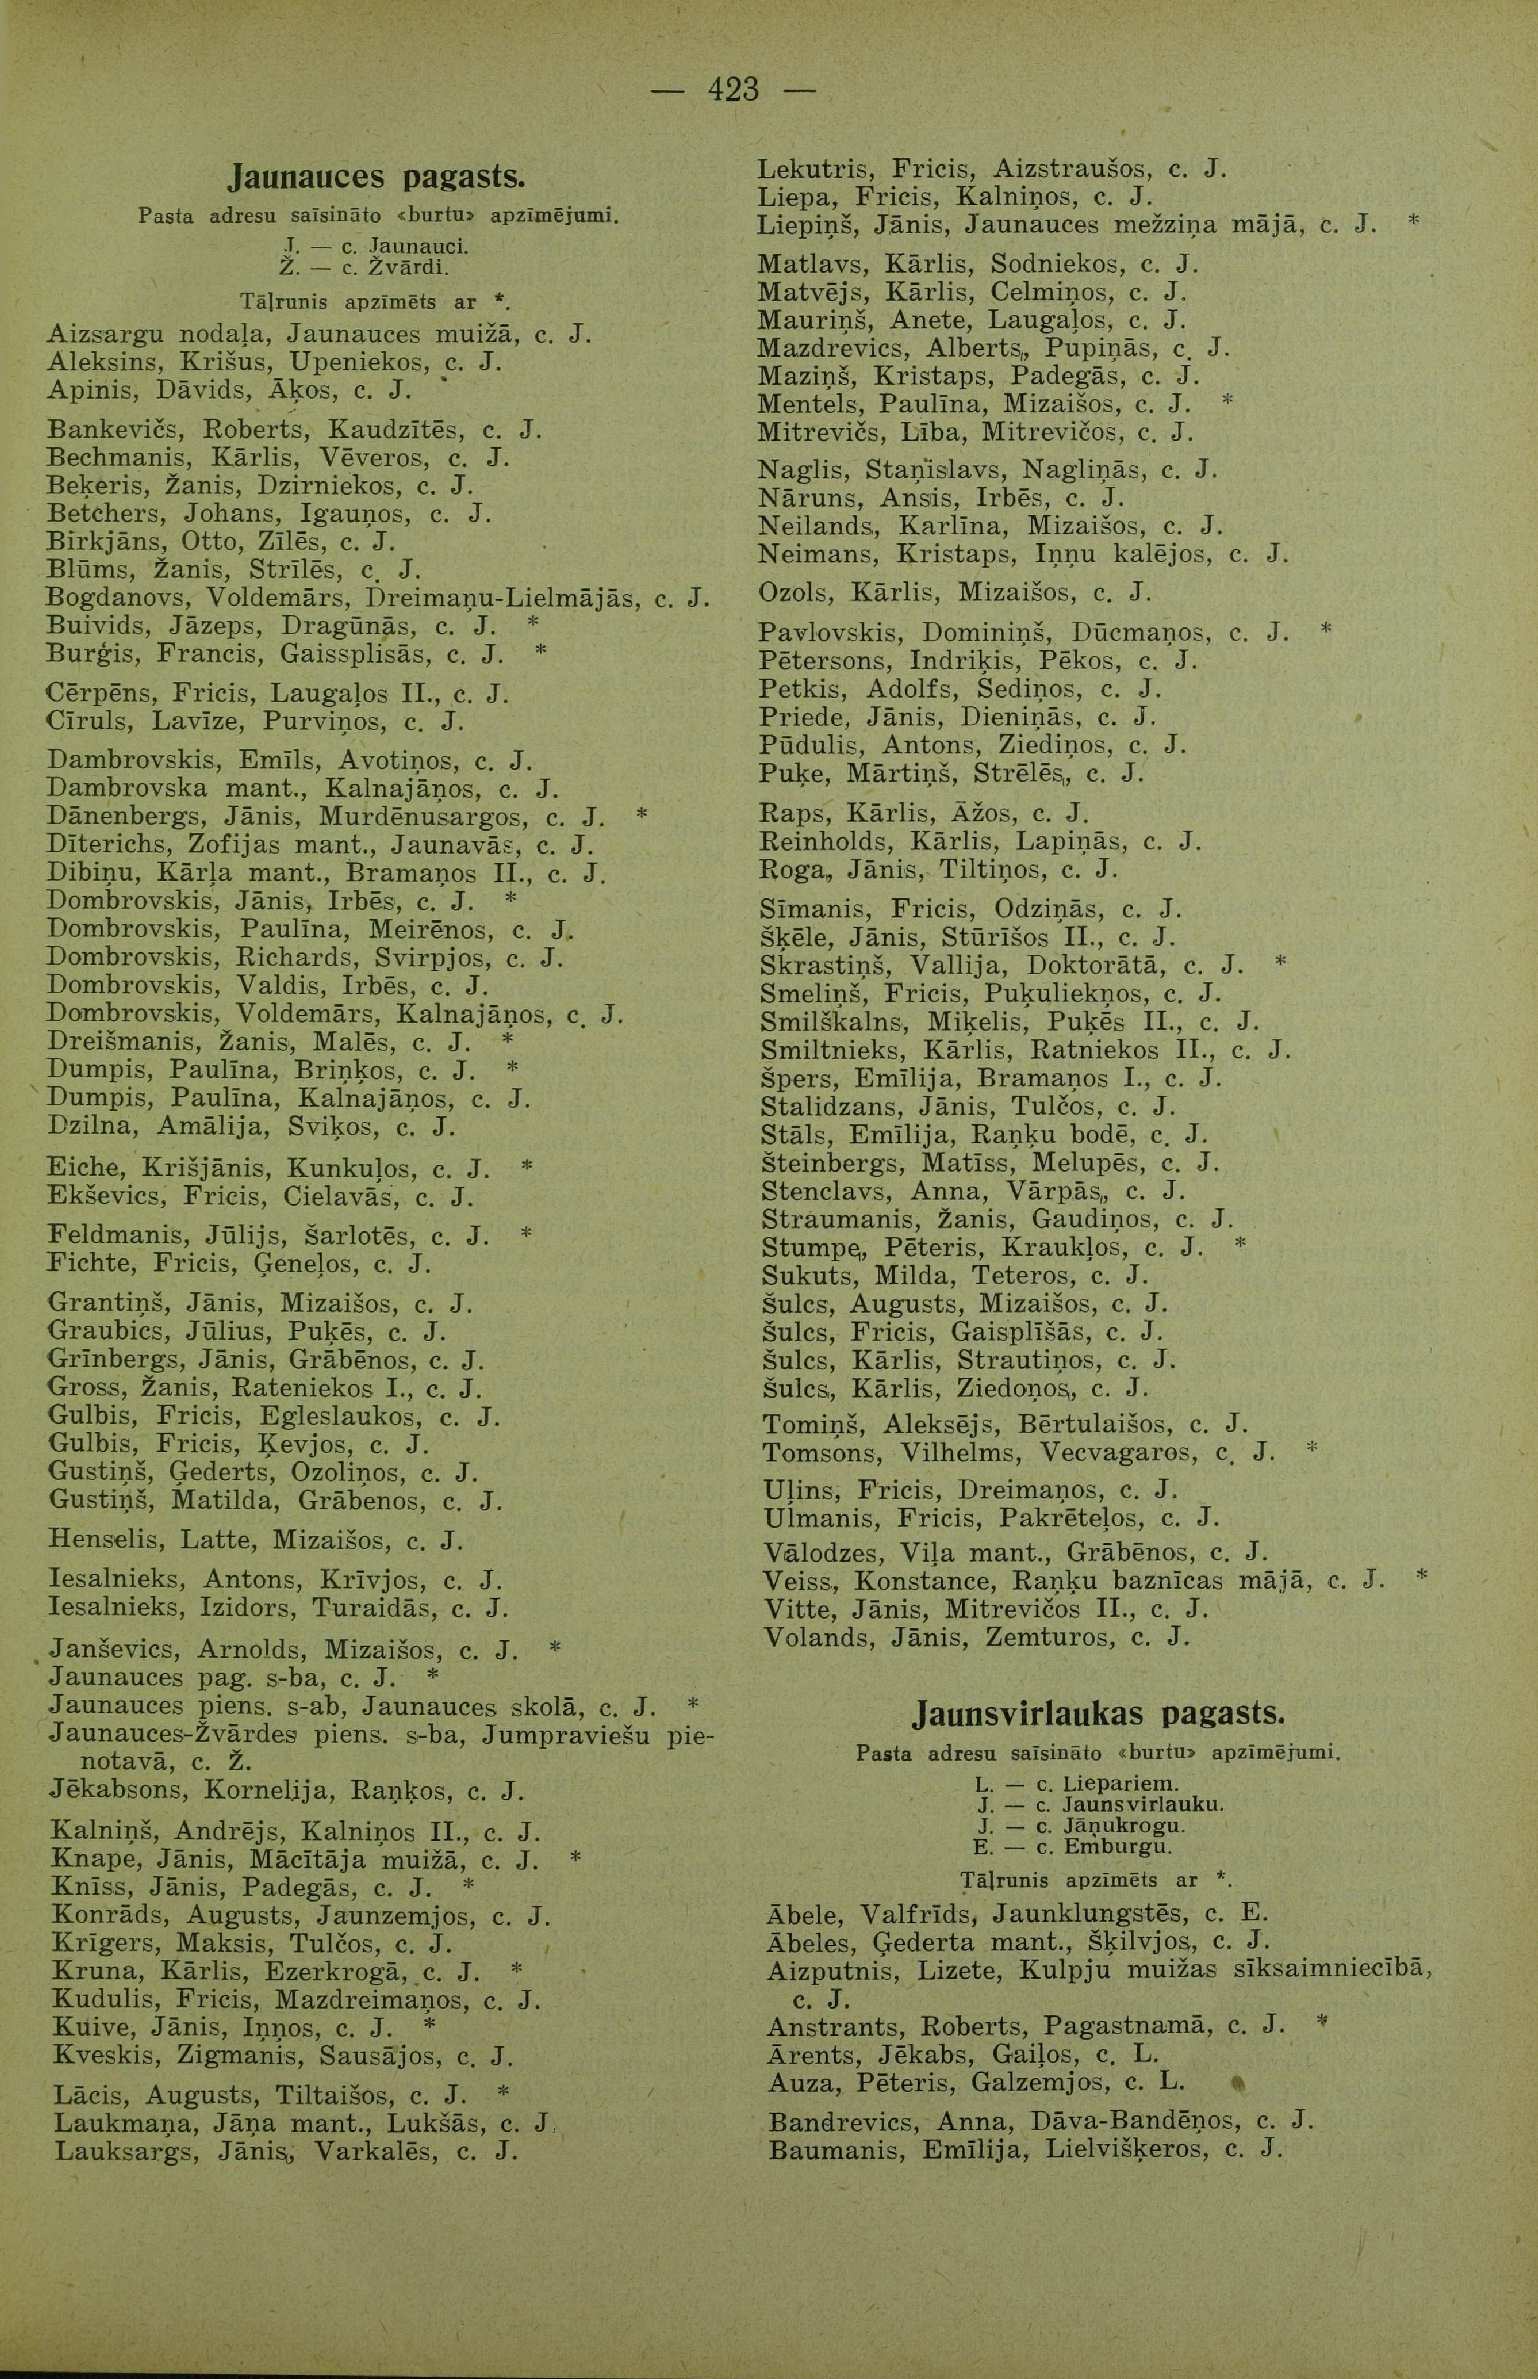 — 423 —
Jaunauces pagasts.
Pasta adresu saīsināto «burtu» apzīmējumi.
J. — c. Jaunauci.
Ž. — c. Žvārdi.
Tāļrunis apzīmēts ar *.
Aizsargu nodaļa, Jaunauces muižā, c. J.
Aleksins, Krišus, Upeniekos, c. J.
Apinis, Dāvids, Āķos, c. J.
Bankevičs, Roberts, Kaudzītēs, c. J.
Bechmanis, Kārlis, Vēveros, c. J.
Beķeris, Žanis, Dzirniekos, c. J.
Betchers, Johans, Igauņos, c. J.
Birkjāns, Otto, Zīlēs, c. J.
Blūms, Žanis, Strīlēs, c. J.
Bogdanovs, Voldemārs, Dreimaņu-Lielmājās, c. J.
Buivids, Jāzeps, Dragūnās, c. J. *
Burģis, Francis, Gaissplisās, c. J. *
Cērpēns, Fricis, Laugaļos II., c. J.
Cīruls, Lavīze, Purviņos, c. J.
Dambrovskis, Emīls, Avotiņos, c. J.
Dambrovska mant., Kalnajāņos, c. J.
Dānenbergs, Jānis, Murdēnusargos, c. J. *
Dīterichs, Zofijas mant., Jaunavās, c. J.
Dibiņu, Kārļa mant., Bramaņos II., c. J.
Dombrovskis, Jānis, Irbēs, c. J. *
Dombrovskis, Paulīna, Meirēnos, c. J.
Dombrovskis, Richards, Svirpjos, c. J.
Dombrovskis, Valdis, Irbēs, c. J.
Dombrovskis, Voldemārs, Kalnajāņos, c. J.
Dreišmanis, Žanis, Malēs, c. J. *
Dumpis, Paulīna, Briņķos, c. J. *
Dumpis, Paulīna, Kalnajāņos, c. J.
Dzilna, Amālija, Sviķos, c. J.
Eiche, Krišjānis, Kunkuļos, c. J. *
Ekševics, Fricis, Cielavās, c. J.
Feldmanis, Jūlijs, Šarlotēs, c. J. *
Fichte, Fricis, Ģeneļos, c. J.
Grantiņš, Jānis, Mizaišos, c. J.
Graubics, Jūlius, Puķēs, c. J.
Grīnbergs, Jānis, Grābēnos, c. J.
Gross, Žanis, Rateniekos I., c. J.
Gulbis, Fricis, Egleslaukos, c. J.
Gulbis, Fricis, Ķevjos, c. J.
Gustiņš, Ģederts, Ozoliņos, c. J.
Gustiņš, Matilda, Grābenos, c. J.
Henselis, Latte, Mizaišos, c. J.
Iesalnieks, Antons, Krīvjos, c. J.
Iesalnieks, Izidors, Turaidās, c. J.
Janševics, Arnolds, Mizaišos, c. J. *
Jaunauces pag. s-ba, c. J. *
Jaunauces piens. s-ab, Jaunauces skolā, c. J. *
Jaunauces-Žvārdes piens. s-ba, Jumpraviešu pie-
notavā, c. Ž.
Jēkabsons, Kornelija, Raņķos, c. J.
Kalniņš, Andrējs, Kalniņos II., c. J.
Knape, Jānis, Mācītāja muižā, c. J. *
Knīss, Jānis, Padegās, c. J. *
Konrāds, Augusts, Jaunzemjos, c. J.
Krīgers, Maksis, Tulčos, c. J.
Kruna, Kārlis, Ezerkrogā, c. J. *
Kudulis, Fricis, Mazdreimaņos, c. J.
Kuive, Jānis, Iņņos, c. J. *
Kveskis, Zigmanis, Sausājos, c. J.
Lācis, Augusts, Tiltaišos, c. J. *
Laukmaņa, Jāņa mant., Lukšās, c. J.
Lauksargs, Jānis, Varkalēs, c. J.
Lekutris, Fricis, Aizstraušos, c. J.
Liepa, Fricis, Kalniņos, c. J.
Liepiņš, Jānis, Jaunauces mežziņa mājā, c. J. *
Matlavs, Kārlis, Sodniekos, c. J.
Matvējs, Kārlis, Celmiņos, c. J.
Mauriņš, Anete, Laugaļos, c. J.
Mazdrevics, Alberts, Pupiņās, c. J.
Maziņš, Kristaps, Padegās, c. J.
Mentels, Paulīna, Mizaišos, c. J. *
Mitrevičs, Lība, Mitrevičos, c. J.
Naglis, Staņislavs, Nagliņās, c. J.
Nāruns, Ansis, Irbēs, c. J.
Neilands, Karlīna, Mizaišos, c. J.
Neimans, Kristaps, Iņņu kalējos, c. J.
Ozols, Kārlis, Mizaišos, c. J.
Pavlovskis, Dominiņš, Dūcmaņos, c. J. *
Pētersons, Indriķis, Pēkos, c. J.
Petkis, Adolfs, Sediņos, c. J.
Priede, Jānis, Dieniņās, c. J.
Pūdulis, Antons, Ziediņos, c. J.
Puķe, Mārtiņš, Strēlēs, c. J.
Raps, Kārlis, Āžos, c. J.
Reinholds, Kārlis, Lapiņās, c. J.
Roga, Jānis, Tiltiņos, c. J.
Sīmanis, Fricis, Odziņās, c. J.
Šķēle, Jānis, Stūrīšos II., c. J.
Skrastiņš, Vallija, Doktorātā, c. J. *
Smeliņš, Fricis, Puķuliekņos, c. J.
Smilškalns, Miķelis, Puķēs II., c. J.
Smiltnieks, Kārlis, Ratniekos II., c. J.
Špers, Emīlija, Bramaņos I., c. J.
Stalidzans, Jānis, Tulčos, c. J.
Stāls, Emīlija, Raņķu bodē, c. J.
Šteinbergs, Matīss, Melupēs, c. J.
Stenclavs, Anna, Vārpās, c. J.
Straumanis, Žanis, Gaudiņos, c. J.
Stumpe, Pēteris, Kraukļos, c. J. *
Sukuts, Milda, Teteros, c. J.
Šulcs, Augusts, Mizaišos, c. J.
Šulcs, Fricis, Gaisplīšās, c. J.
Šulcs, Kārlis, Strautiņos, c. J.
Šulcs, Kārlis, Ziedoņos, c. J.
Tomiņš, Aleksējs, Bērtulaišos, c. J.
Tomsons, Vilhelms, Vecvagaros, c. J. *
Uļins, Fricis, Dreimaņos, c. J.
Ulmanis, Fricis, Pakrēteļos, c. J.
Vālodzes, Viļa mant., Grābēnos, c. J.
Veiss, Konstance, Raņķu baznīcas mājā, c. J. *
Vitte, Jānis, Mitrevičos II., c. J.
Volands, Jānis, Zemturos, c. J.
Jaunsvirlaukas pagasts.
Pasta adresu saīsināto «burtu» apzīmējumi.
L. — c. Liepariem.
J. — c. Jaunsvirlauku.
J. — c. Jāņukrogu.
E. — c. Emburgu.
Tāļrunis apzīmēts ar *.
Ābele, Valfrīds, Jaunklungstēs, c. E.
Ābeles, Ģederta mant., Šķilvjos, c. J.
Aizputnis, Lizete, Kulpju muižas sīksaimniecībā,
c. J.
Anstrants, Roberts, Pagastnamā, c. J. *
Ārents, Jēkabs, Gaiļos, c. L.
Auza, Pēteris, Galzemjos, c. L.
Bandrevics, Anna, Dāva-Bandēņos, c. J.
Baumanis, Emīlija, Lielvišķeros, c. J.